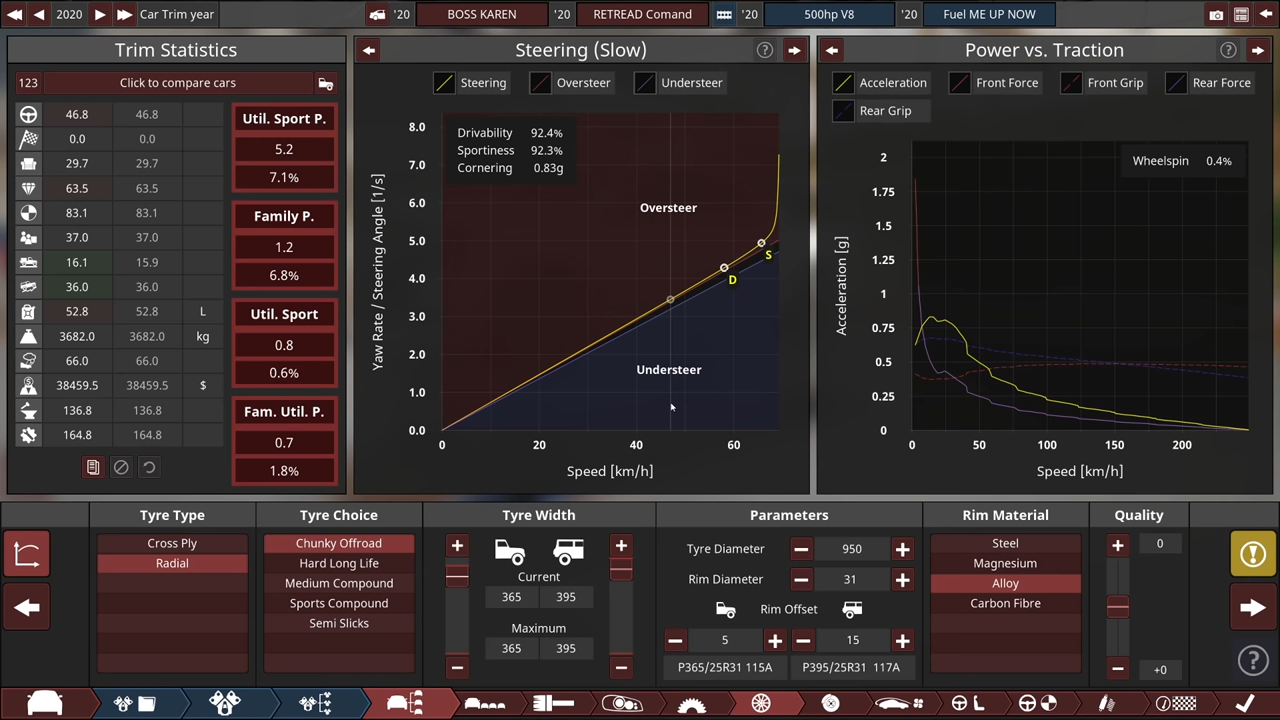 2020 Car Trim year '20 BOSS KAREN '20 RETREAD Comand '20 500hp V8 '20 Fuel ME UP NOW
Trim Statistics
123 Click to compare cars
46.8 46.8
0.0 0.0
29.7 29.7
63.5 63.5
83.1 83.1
37.0 37.0
16.1 15.9
36.0 36.0
52.8 52.8 L
3682.0 3682.0 kg
66.0 66.0
38459.5 38459.5 $
136.8 136.8
164.8 164.8
Util. Sport P.
5.2
7.1%
Family P.
1.2
6.8%
Util. Sport
0.8
0.6%
Fam. Util. P.
0.7
1.8%
Steering (Slow) ?
Steering Oversteer Understeer
Drivability 92.4%
Sportiness 92.3%
Cornering 0.83g
Yaw Rate / Steering Angle [1/s]
8.0
7.0
6.0
5.0
4.0
3.0
2.0
1.0
0.0
Oversteer
S
D
Understeer
0 20 40 60
Speed [km/h]
Power vs. Traction ?
Acceleration Front Force Front Grip Rear Force
Rear Grip
Wheelspin 0.4%
Acceleration [g]
2
1.75
1.5
1.25
1
0.75
0.5
0.25
0
0 50 100 150 200
Speed [km/h]
Tyre Type
Cross Ply
Radial
Tyre Choice
Chunky Offroad
Hard Long Life
Medium Compound
Sports Compound
Semi Slicks
Tyre Width
+ +
Current
365 395
Maximum
365 395
− −
Parameters
Tyre Diameter − 950 +
Rim Diameter − 31 +
Rim Offset
− 5 + − 15 +
P365/25R31 115A P395/25R31 117A
Rim Material
Steel
Magnesium
Alloy
Carbon Fibre
Quality
+ 0
− +0
!
?